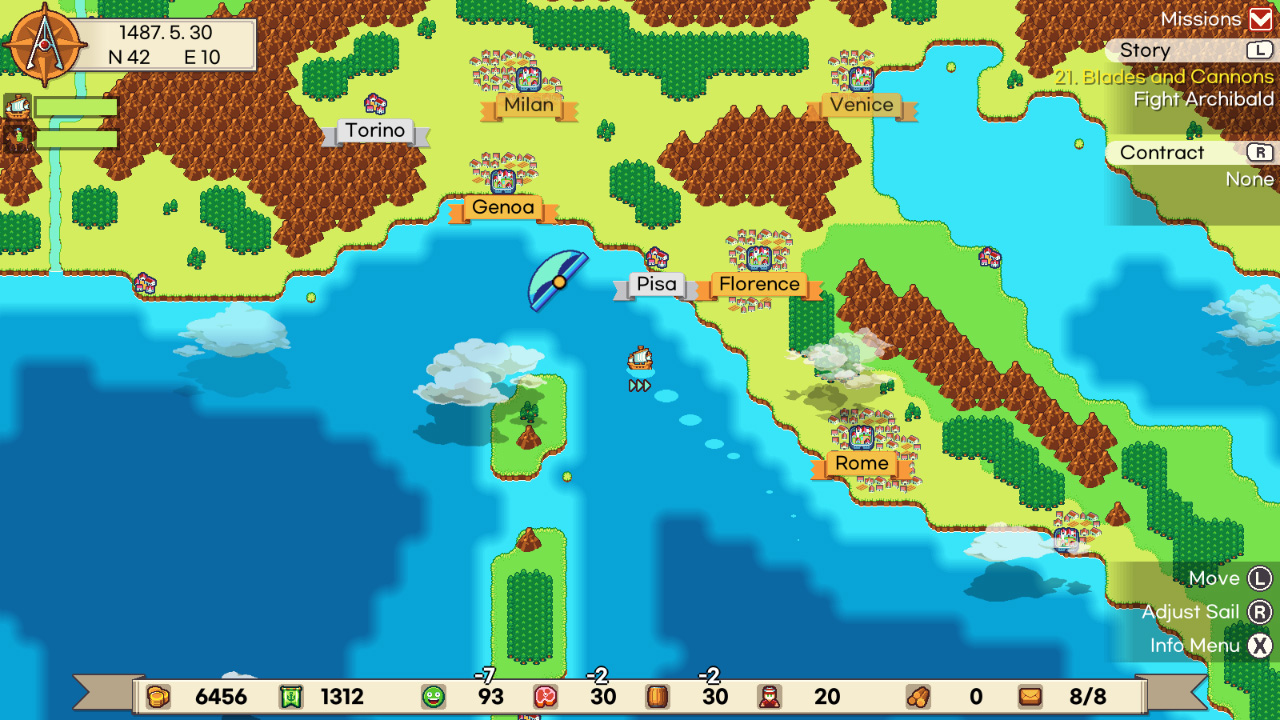 1487. 5. 30
N 42 E 10
Missions
Story L
21. Blades and Cannons
Fight Archibald
Contract R
None
Milan
Venice
Torino
Genoa
Pisa
Florence
Rome
Move L
Adjust Sail R
Info Menu X
-7 -2 -2
6456 1312 93 30 30 20 0 8/8